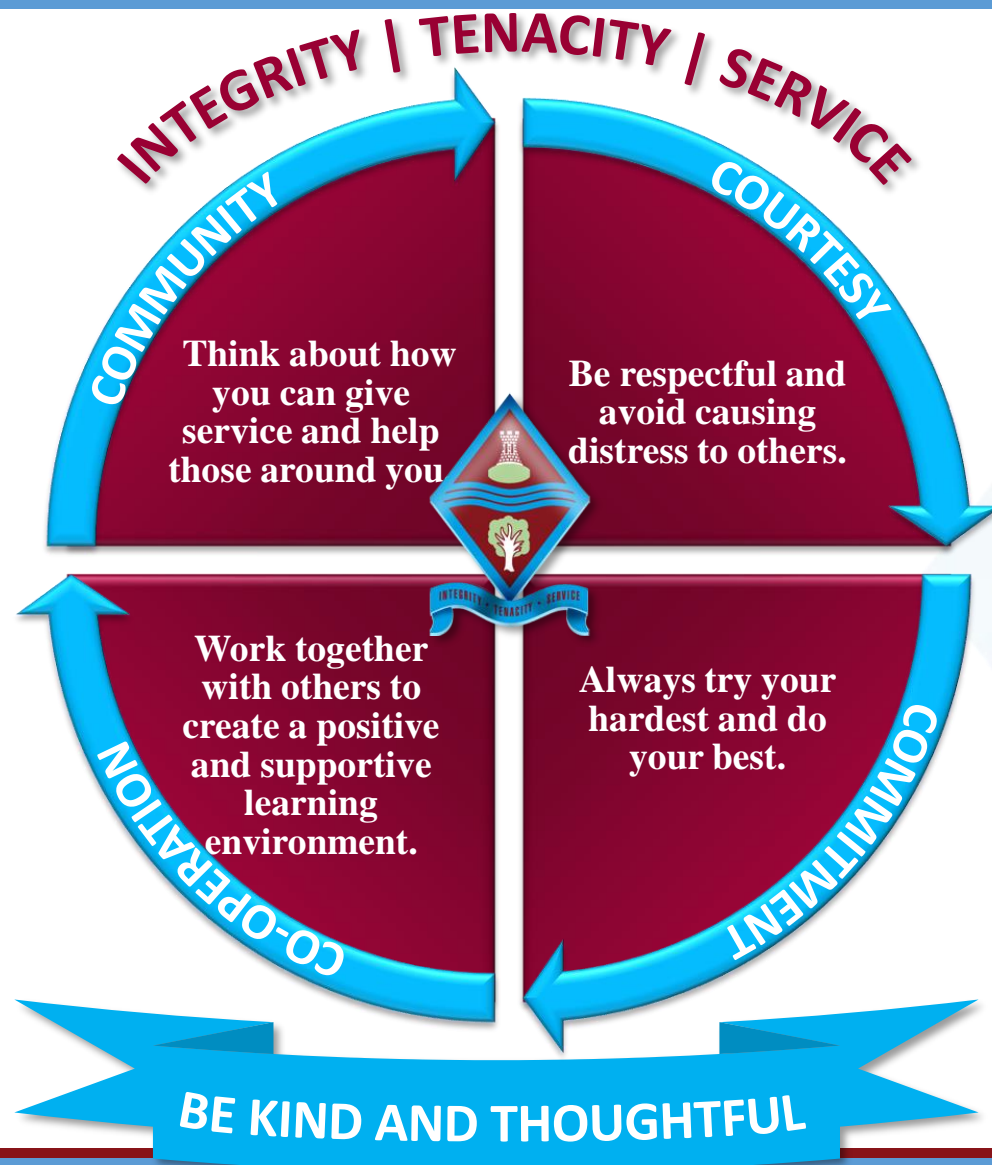 INTEGRITY | TENACITY | SERVICE
COMMUNITY
Think about how
you can give
service and help
those around you
COURTESY
Be respectful and
avoid causing
distress to others.
INTEGRITY • TENACITY • SERVICE
CO-OPERATION
Work together
with others to
create a positive
and supportive
learning
environment.
COMMITMENT
Always try your
hardest and do
your best.
BE KIND AND THOUGHTFUL